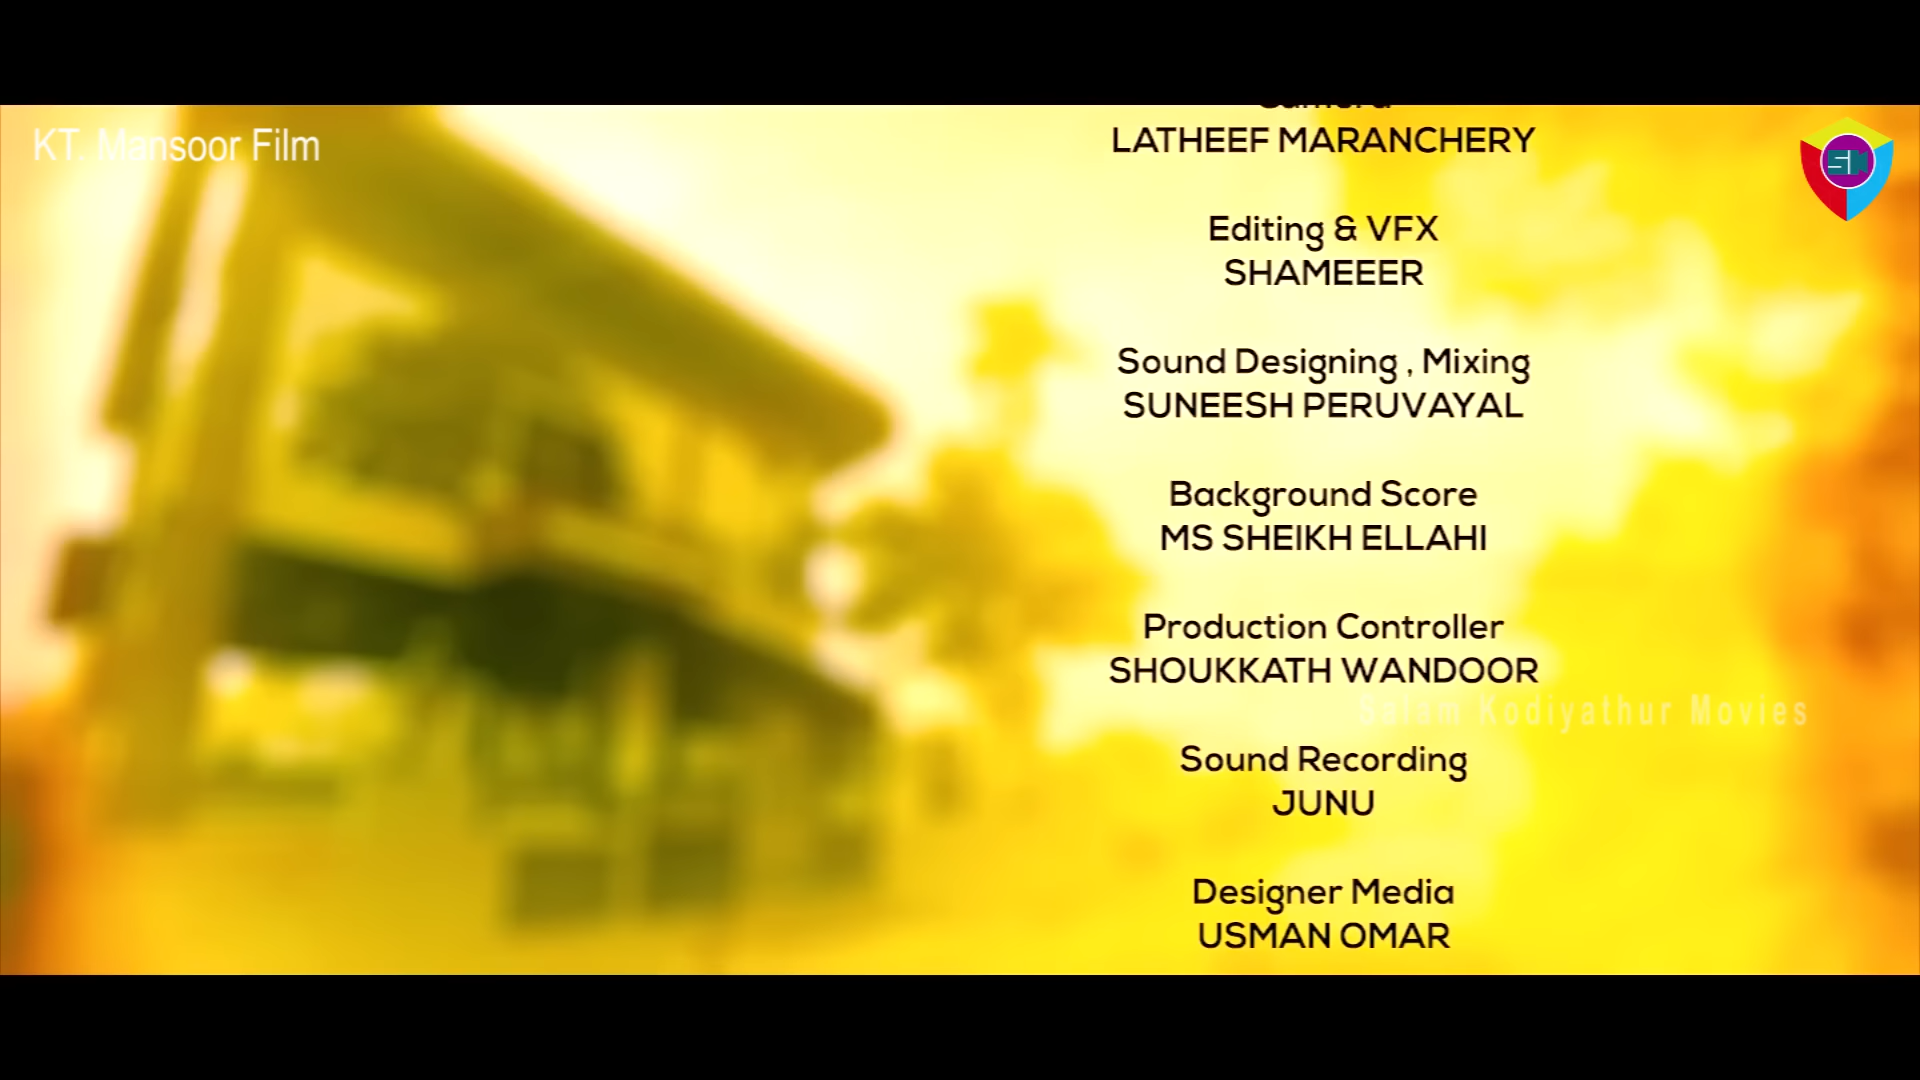 KT. Mansoor Film
LATHEEF MARANCHERY
Editing & VFX
SHAMEEER
Sound Designing , Mixing
SUNEESH PERUVAYAL
Background Score
MS SHEIKH ELLAHI
Production Controller
SHOUKKATH WANDOOR
Salam Kodiyathur Movies
Sound Recording
JUNU
Designer Media
USMAN OMAR